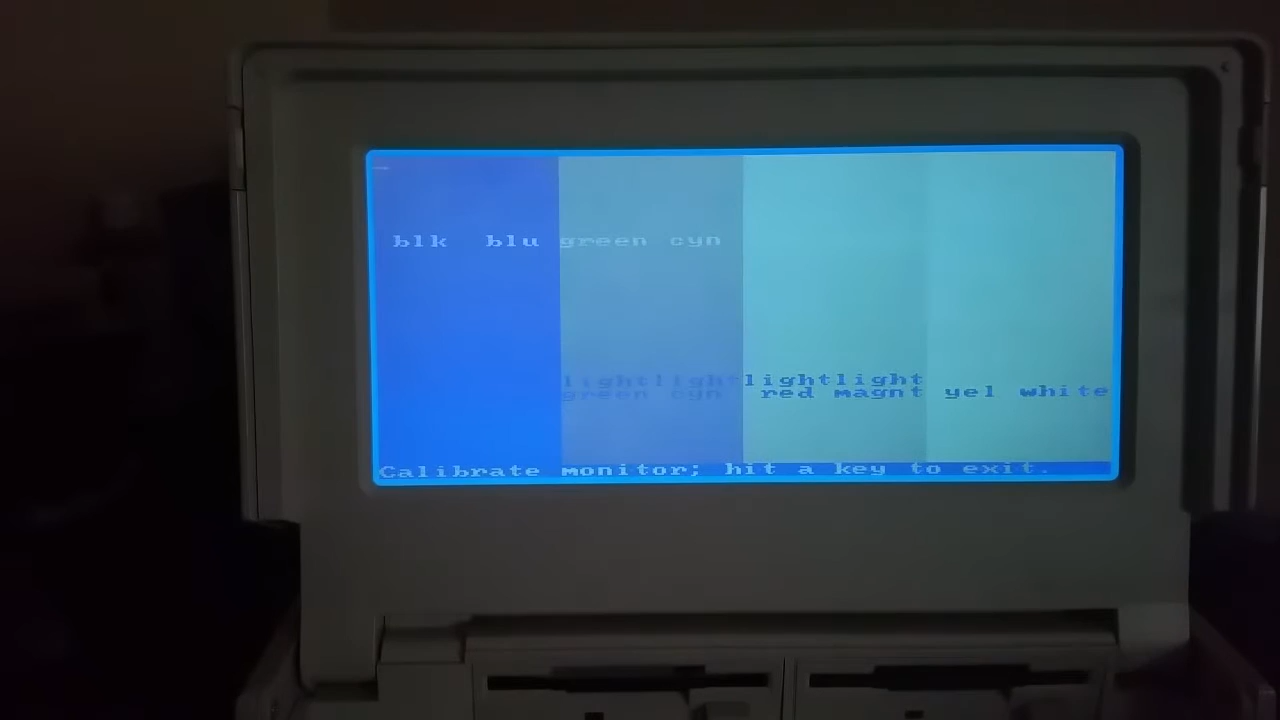 blk blu green cyn
lightlightlightlight
green cyn red magnt yel white
Calibrate monitor; hit a key to exit.